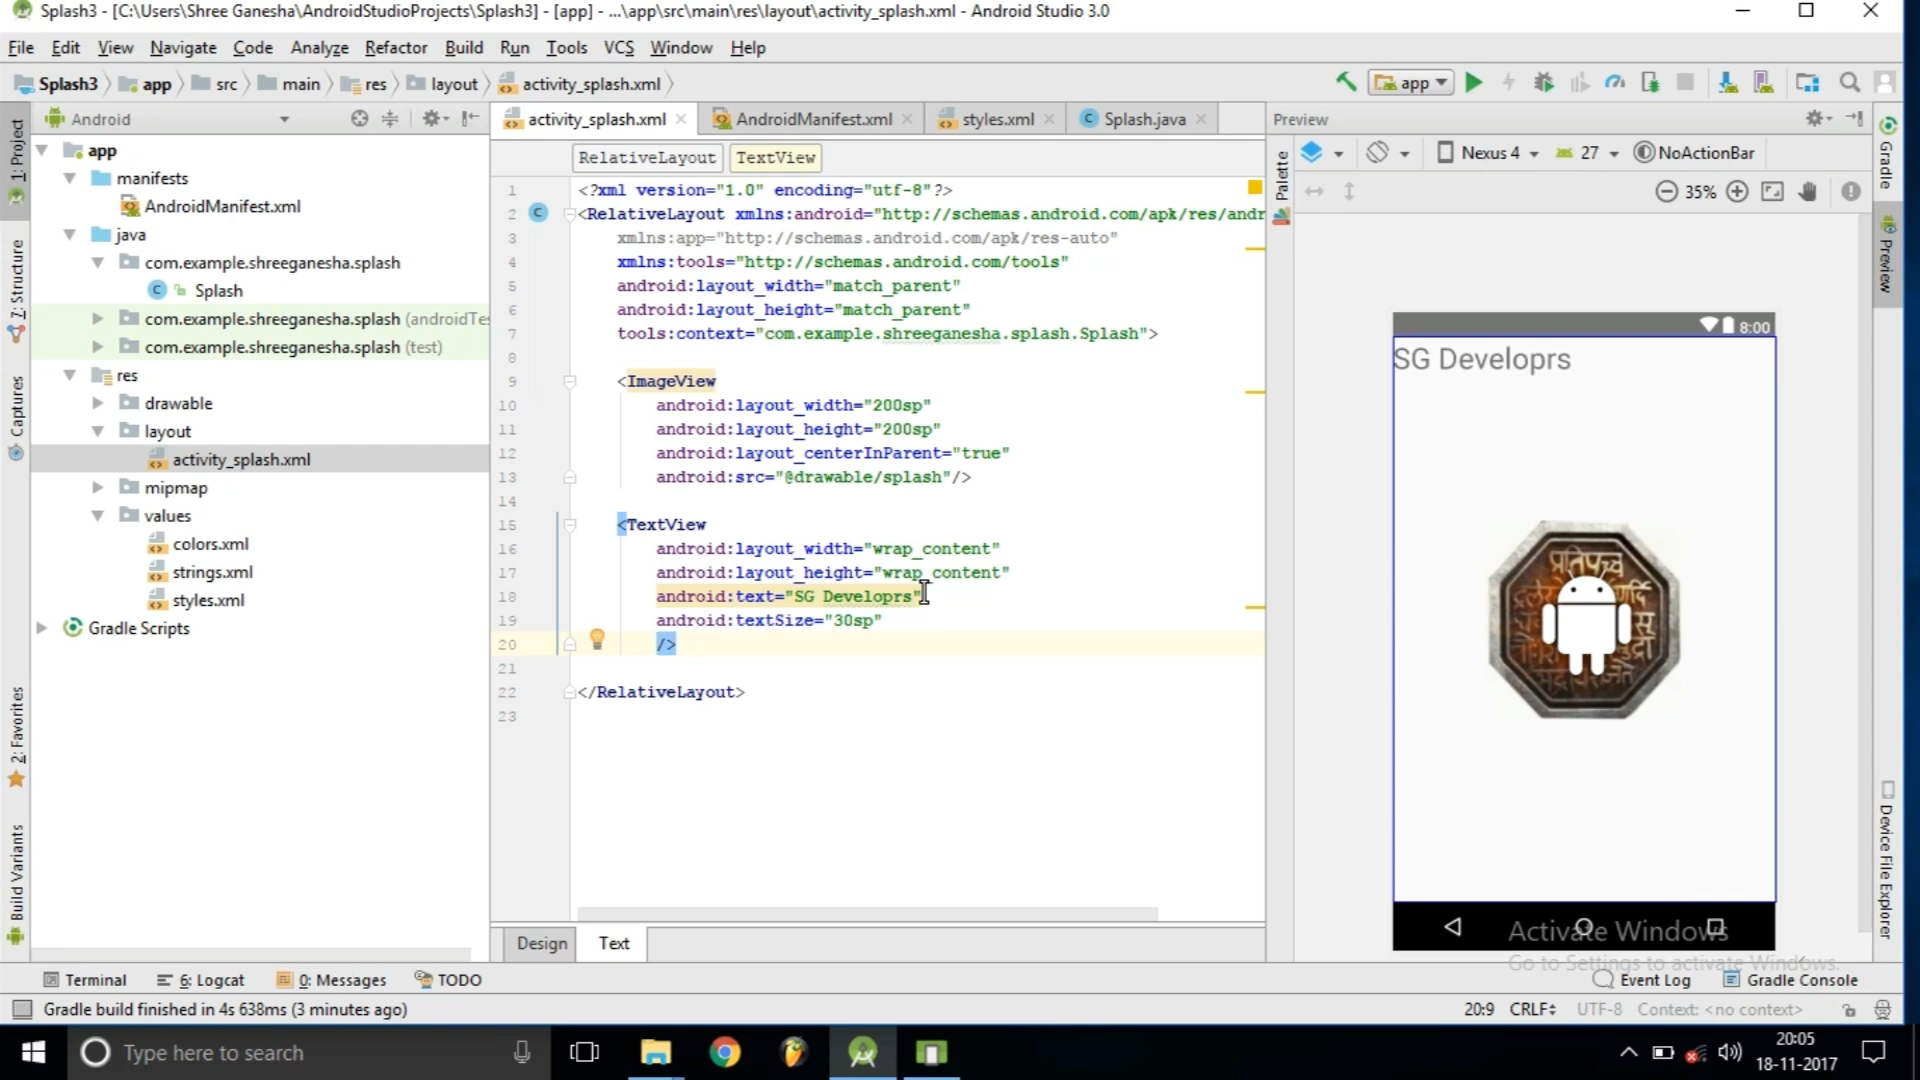 Splash3 - [C:\Users\Shree Ganesha\AndroidStudioProjects\Splash3] - [app] - ...\app\src\main\res\layout\activity_splash.xml - Android Studio 3.0
File Edit View Navigate Code Analyze Refactor Build Run Tools VCS Window Help
Splash3 app src main res layout activity_splash.xml app
Android
activity_splash.xml AndroidManifest.xml styles.xml Splash.java Preview
1: Project
7: Structure
Captures
2: Favorites
Build Variants
app
manifests
AndroidManifest.xml
java
com.example.shreeganesha.splash
Splash
com.example.shreeganesha.splash (androidTes
com.example.shreeganesha.splash (test)
res
drawable
layout
activity_splash.xml
mipmap
values
colors.xml
strings.xml
styles.xml
Gradle Scripts
RelativeLayout TextView
1 <?xml version="1.0" encoding="utf-8"?>
2 <RelativeLayout xmlns:android="http://schemas.android.com/apk/res/andr
3 xmlns:app="http://schemas.android.com/apk/res-auto"
4 xmlns:tools="http://schemas.android.com/tools"
5 android:layout_width="match_parent"
6 android:layout_height="match_parent"
7 tools:context="com.example.shreeganesha.splash.Splash">
8
9 <ImageView
10 android:layout_width="200sp"
11 android:layout_height="200sp"
12 android:layout_centerInParent="true"
13 android:src="@drawable/splash"/>
14
15 <TextView
16 android:layout_width="wrap_content"
17 android:layout_height="wrap_content"
18 android:text="SG Developrs"
19 android:textSize="30sp"
20 />
21
22 </RelativeLayout>
23
Design Text
Palette
Nexus 4 27 NoActionBar
35%
8:00
SG Developrs
प्रतिपच्च
Gradle
Preview
Device File Explorer
Activate Windows
Go to Settings to activate Windows.
Terminal 6: Logcat 0: Messages TODO Event Log Gradle Console
Gradle build finished in 4s 638ms (3 minutes ago) 20:9 CRLF UTF-8 Context: <no context>
Type here to search
20:05
18-11-2017